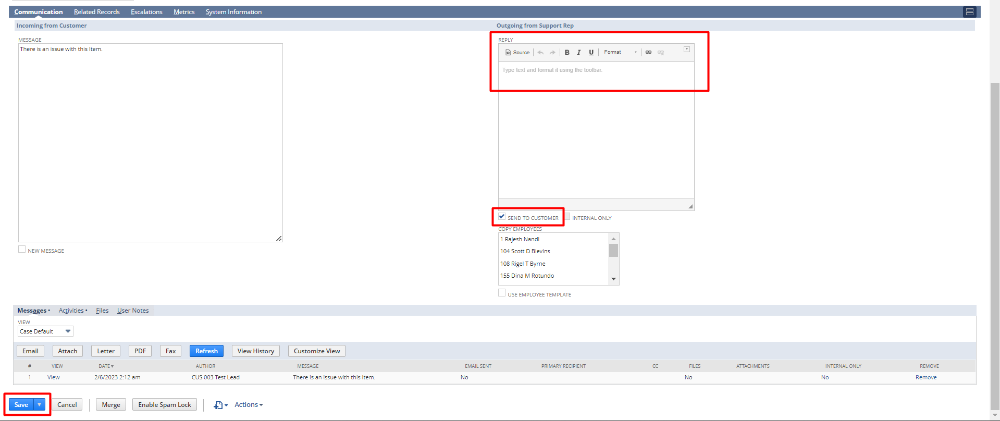 Communication Related Records Escalations Metrics System Information
Incoming from Customer
MESSAGE
There is an issue with this Item.
NEW MESSAGE
Outgoing from Support Rep
REPLY
Source B I U Format
Type text and format it using the toolbar.
SEND TO CUSTOMER INTERNAL ONLY
COPY EMPLOYEES
1 Rajesh Nandi
104 Scott D Blevins
108 Rigel T Byrne
155 Dina M Rotundo
USE EMPLOYEE TEMPLATE
Messages • Activities • Files User Notes
VIEW
Case Default
Email Attach Letter PDF Fax Refresh View History Customize View
# VIEW DATE AUTHOR MESSAGE EMAIL SENT PRIMARY RECIPIENT CC FILES ATTACHMENTS INTERNAL ONLY REMOVE
1 View 2/6/2023 2:12 am CUS 003 Test Lead There is an issue with this Item. No No No Remove
Save Cancel Merge Enable Spam Lock Actions